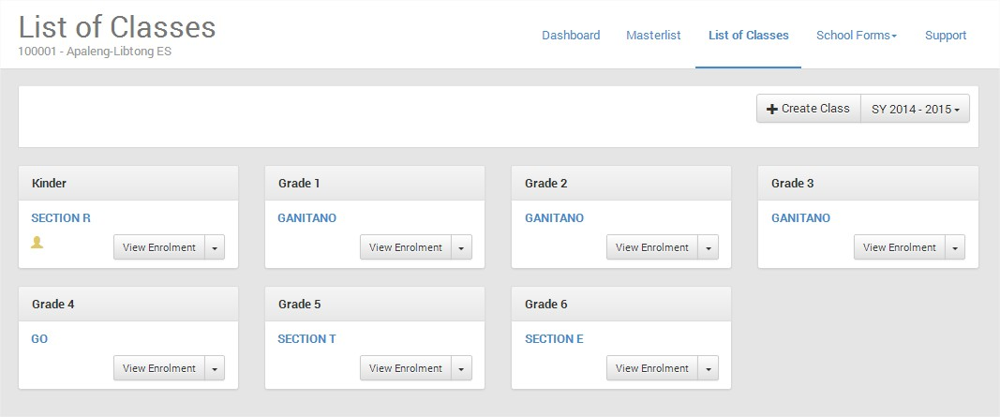 List of Classes
100001 - Apaleng-Libtong ES
Dashboard
Masterlist
List of Classes
School Forms
Support
Create Class
SY 2014 - 2015
Kinder
Grade 1
Grade 2
Grade 3
SECTION R
GANITANO
GANITANO
GANITANO
View Enrolment
View Enrolment
View Enrolment
View Enrolment
Grade 4
Grade 5
Grade 6
GO
SECTION T
SECTION E
View Enrolment
View Enrolment
View Enrolment